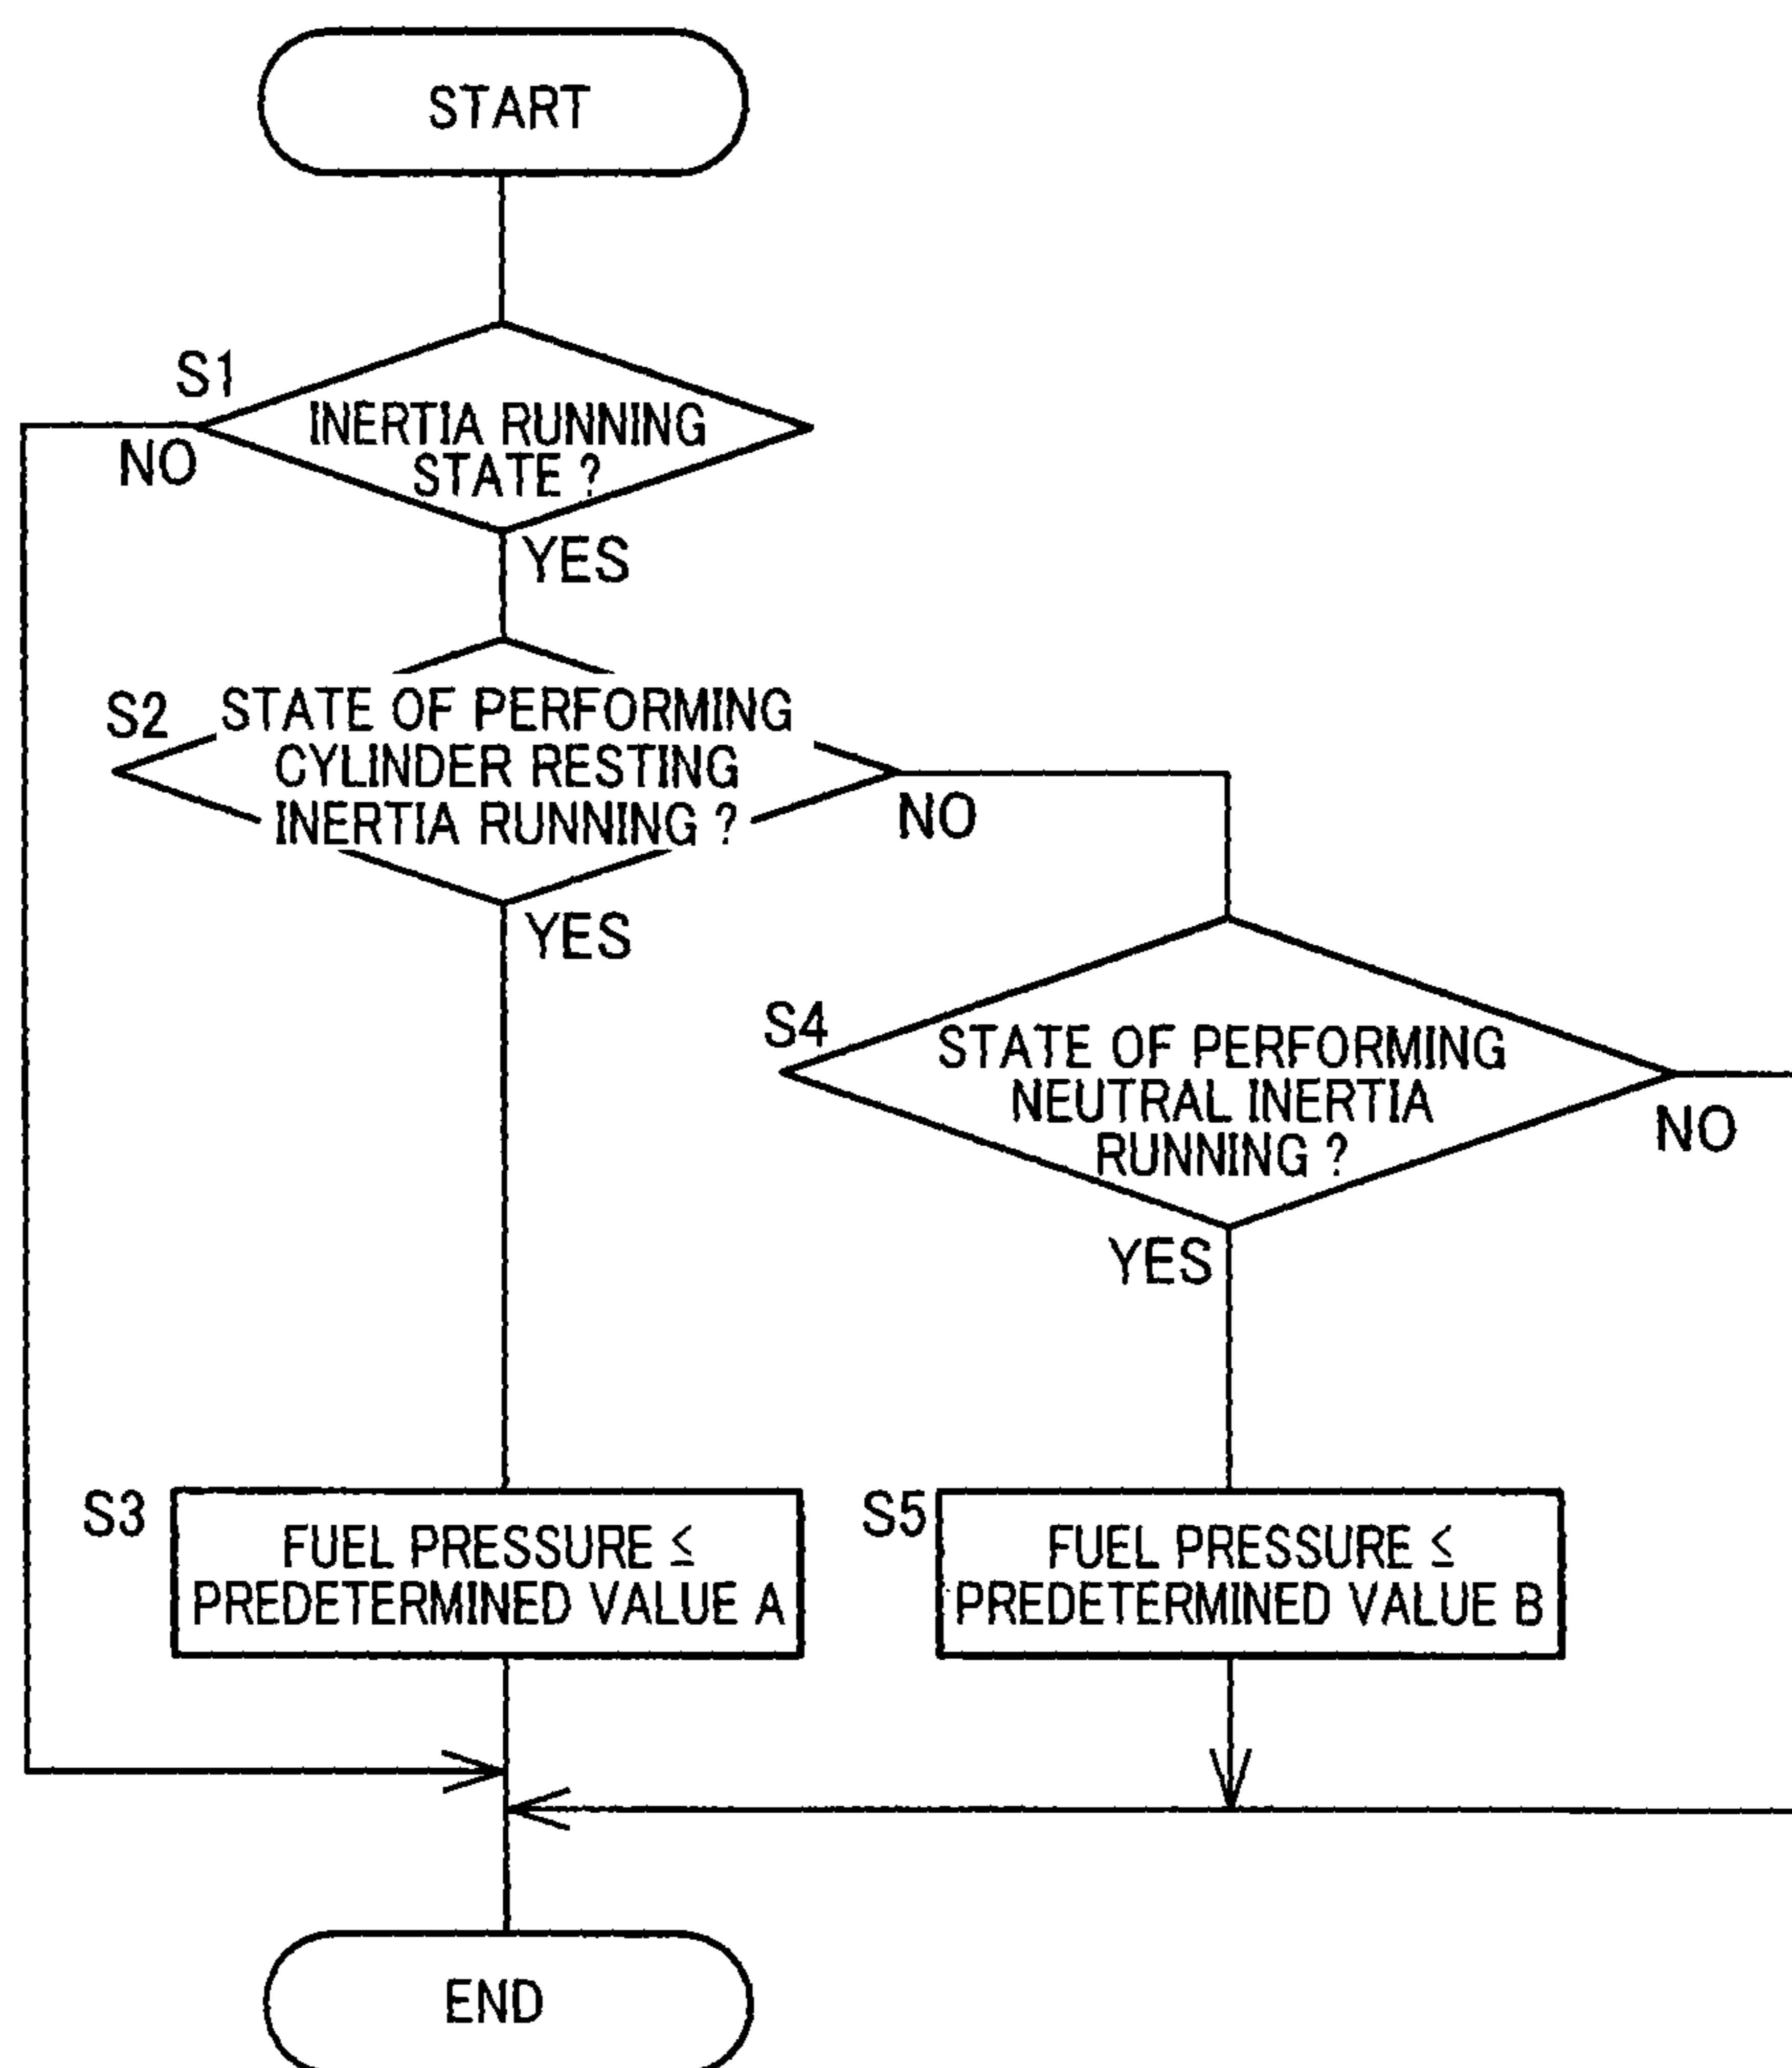 START
S1
INERTIA RUNNING
STATE ?
NO
YES
S2
STATE OF PERFORMING
CYLINDER RESTING
INERTIA RUNNING ?
NO
YES
S4
STATE OF PERFORMING
NEUTRAL INERTIA
RUNNING ?
NO
YES
S3
FUEL PRESSURE ≤
PREDETERMINED VALUE A
S5
FUEL PRESSURE ≤
PREDETERMINED VALUE B
END